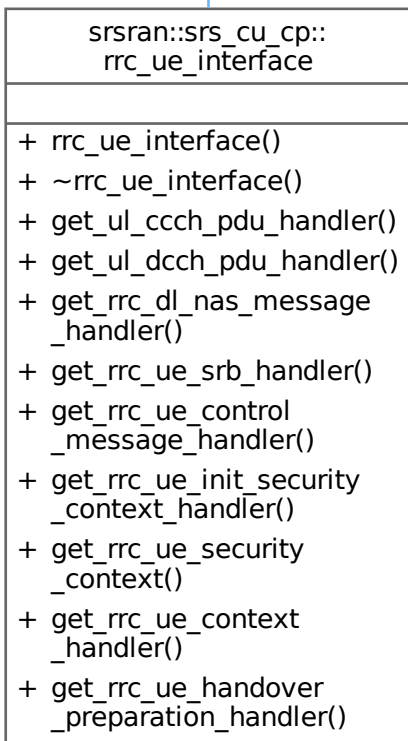 srsran::srs_cu_cp::
rrc_ue_interface
+ rrc_ue_interface()
+ ~rrc_ue_interface()
+ get_ul_ccch_pdu_handler()
+ get_ul_dcch_pdu_handler()
+ get_rrc_dl_nas_message
_handler()
+ get_rrc_ue_srb_handler()
+ get_rrc_ue_control
_message_handler()
+ get_rrc_ue_init_security
_context_handler()
+ get_rrc_ue_security
_context()
+ get_rrc_ue_context
_handler()
+ get_rrc_ue_handover
_preparation_handler()